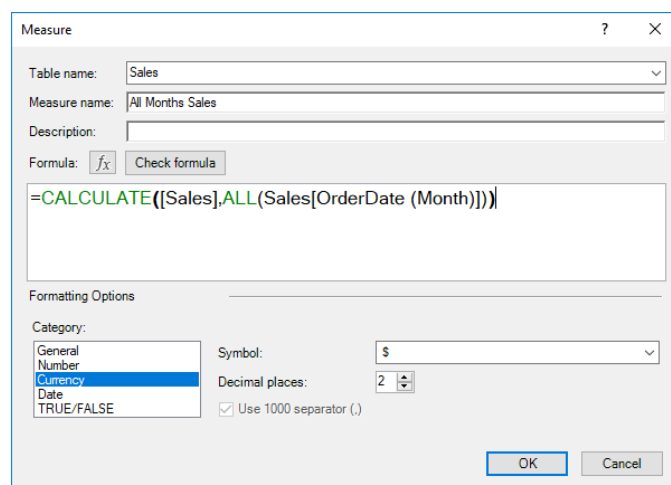 Measure ? ×
Table name: Sales
Measure name: All Months Sales
Description:
Formula: fx Check formula
=CALCULATE([Sales],ALL(Sales[OrderDate (Month)]))
Formatting Options
Category:
General
Number
Currency
Date
TRUE/FALSE
Symbol: $
Decimal places: 2
Use 1000 separator (,)
OK Cancel